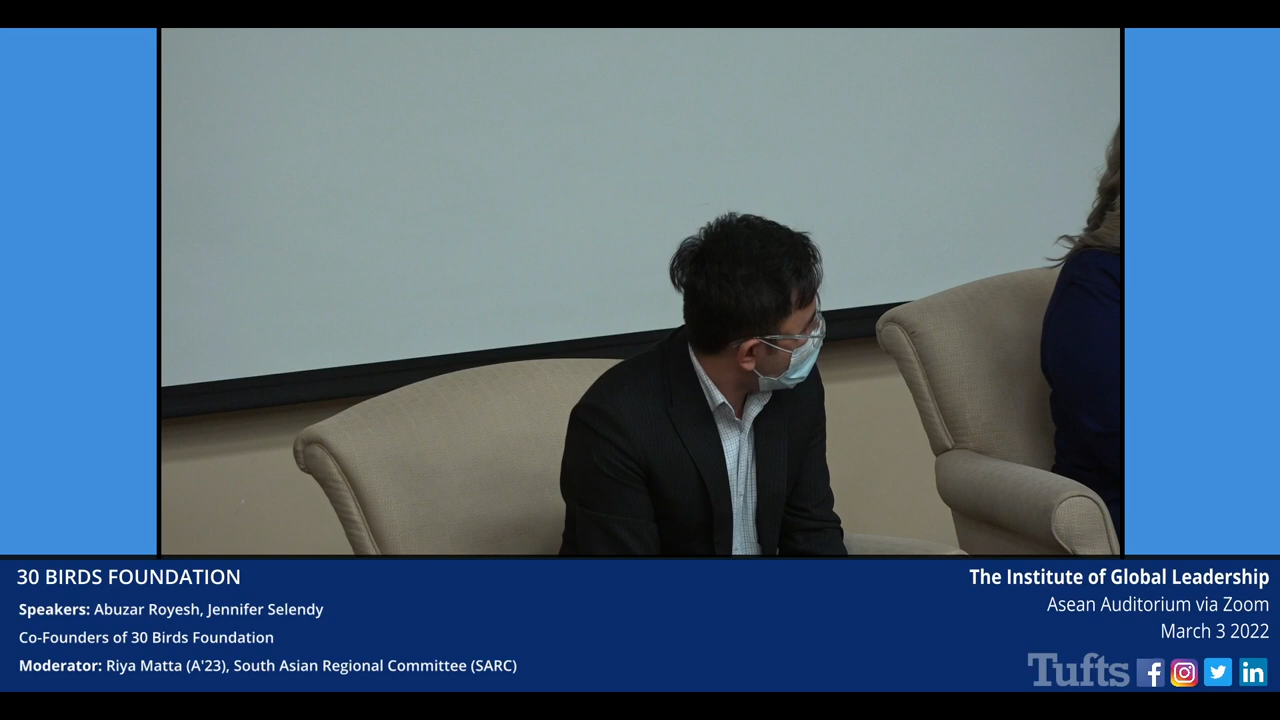 30 BIRDS FOUNDATION
Speakers: Abuzar Royesh, Jennifer Selendy
Co-Founders of 30 Birds Foundation
Moderator: Riya Matta (A'23), South Asian Regional Committee (SARC)
The Institute of Global Leadership
Asean Auditorium via Zoom
March 3 2022
Tufts